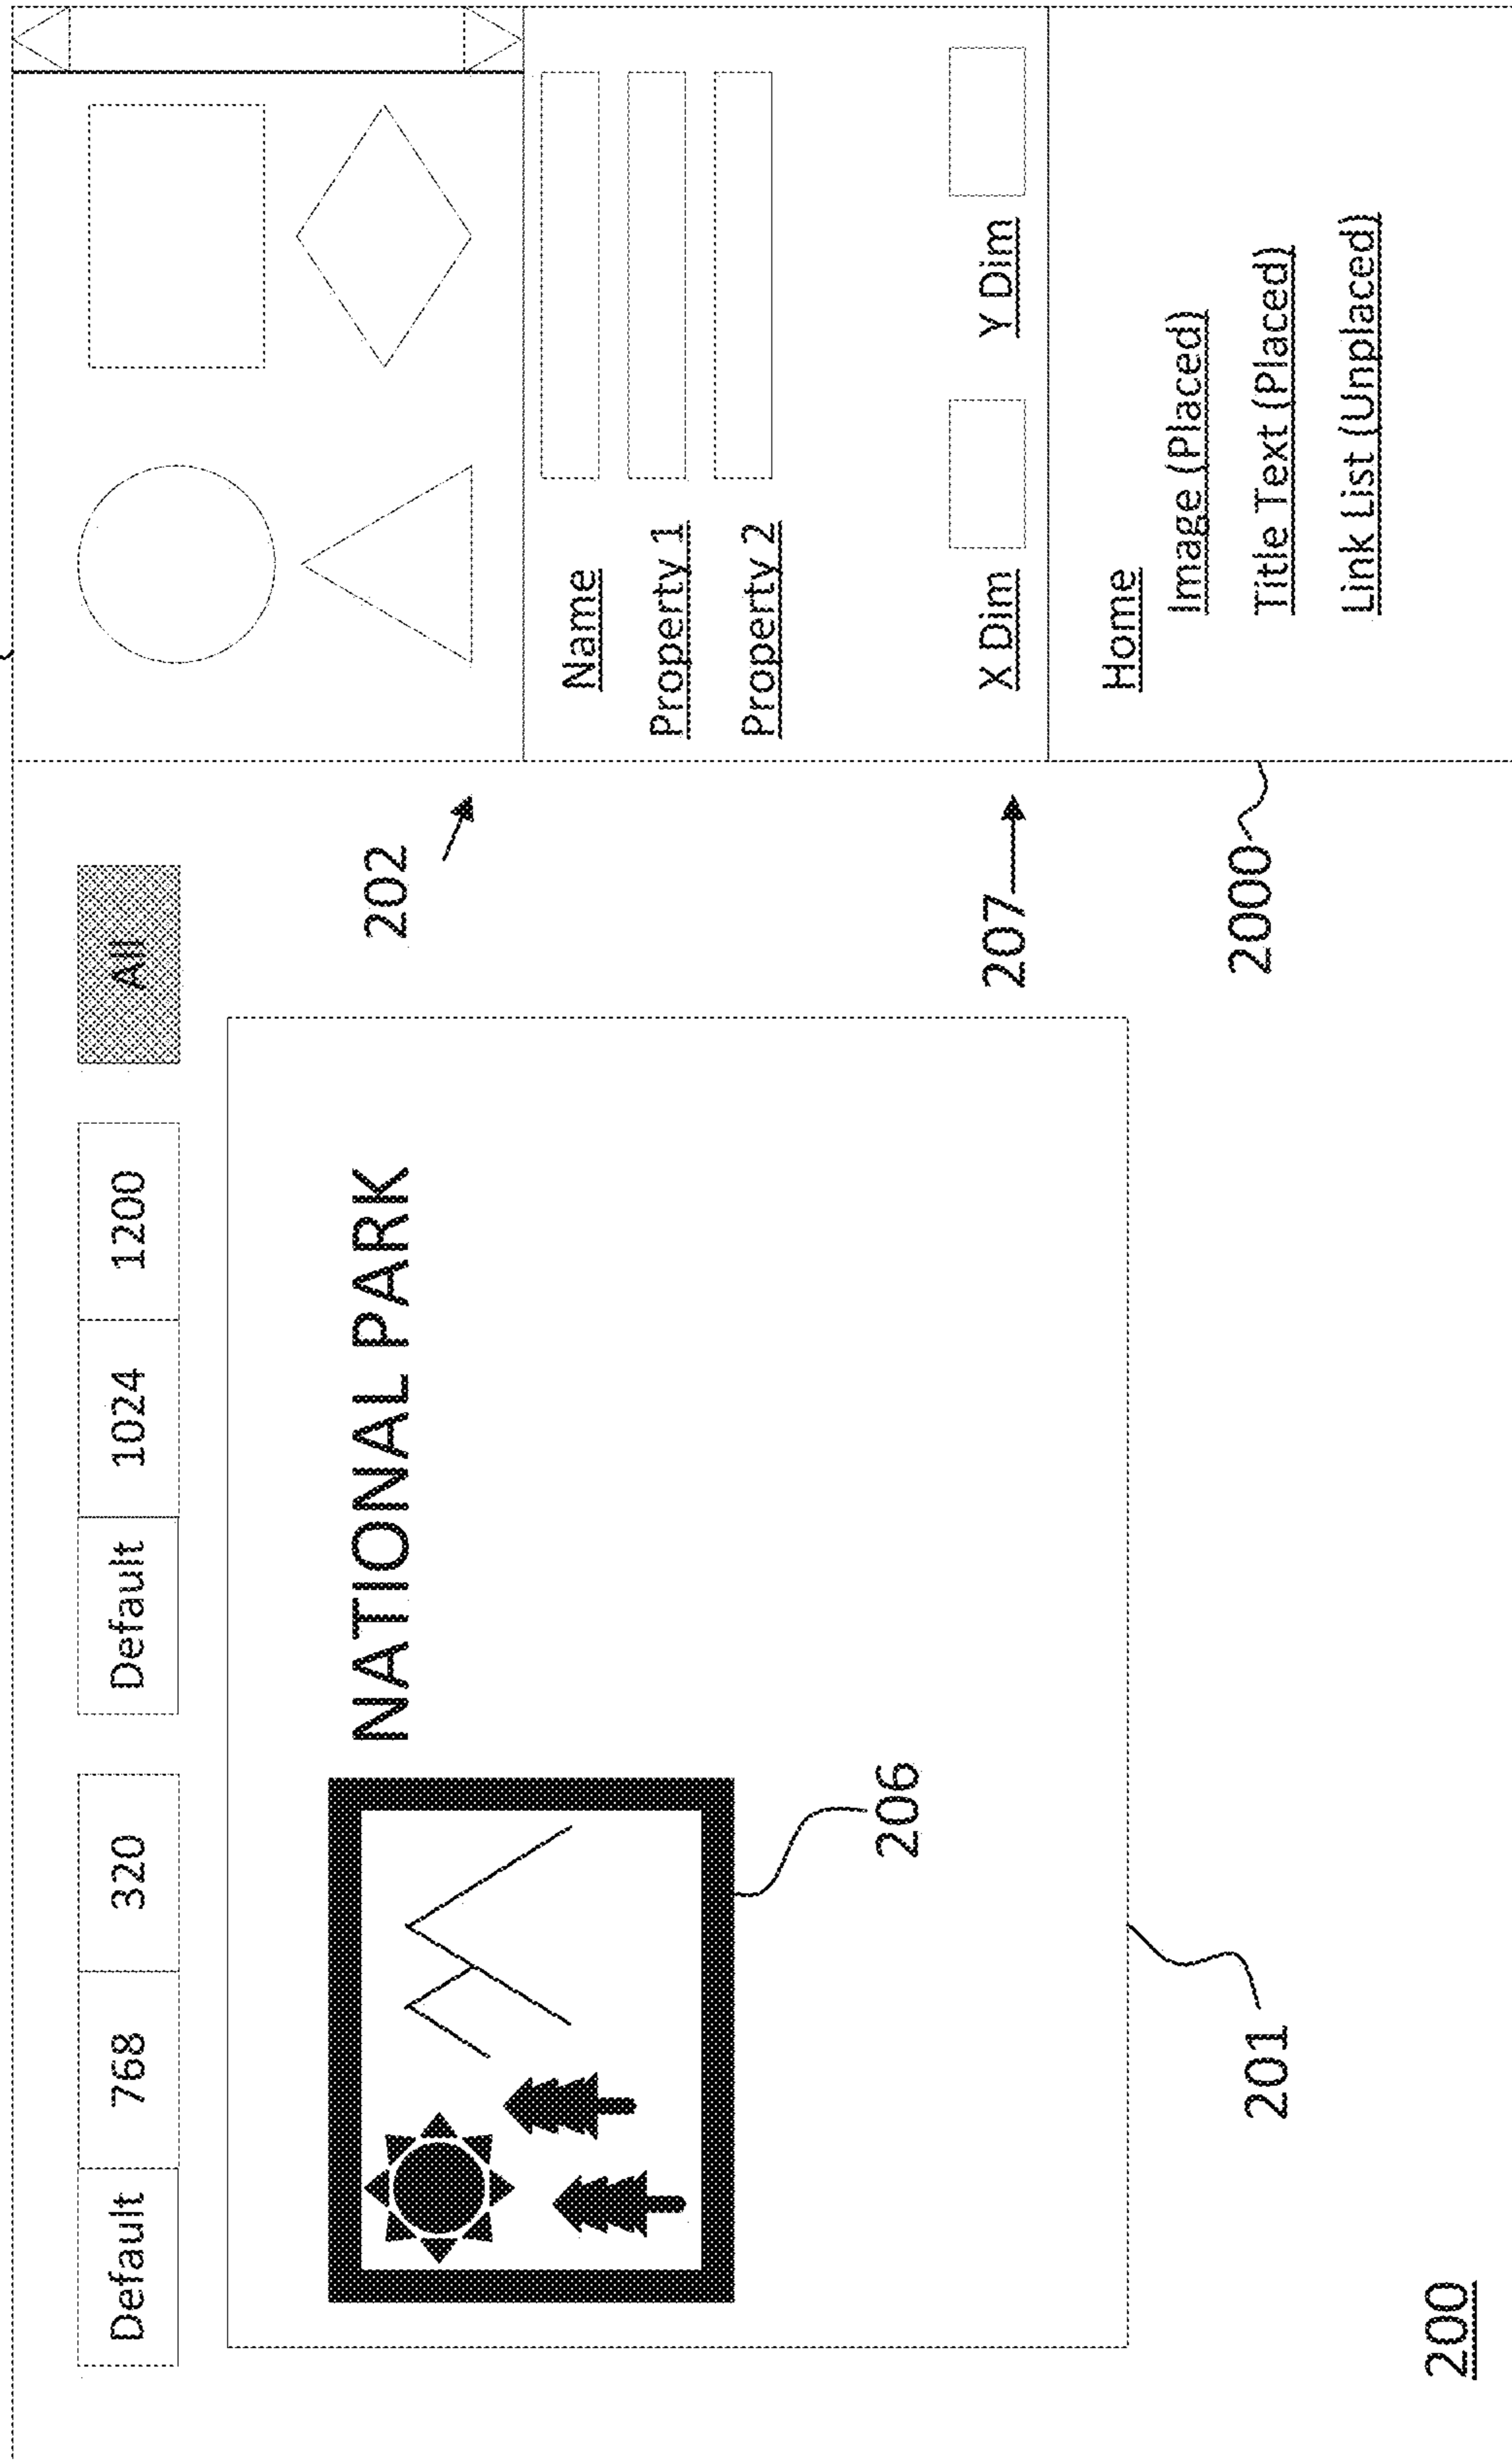 Default 768 320 Default 1024 1200 All
NATIONAL PARK
206
201
200
202
207
2000
Name
Property 1
Property 2
X Dim Y Dim
Home
Image (Placed)
Title Text (Placed)
Link List (Unplaced)